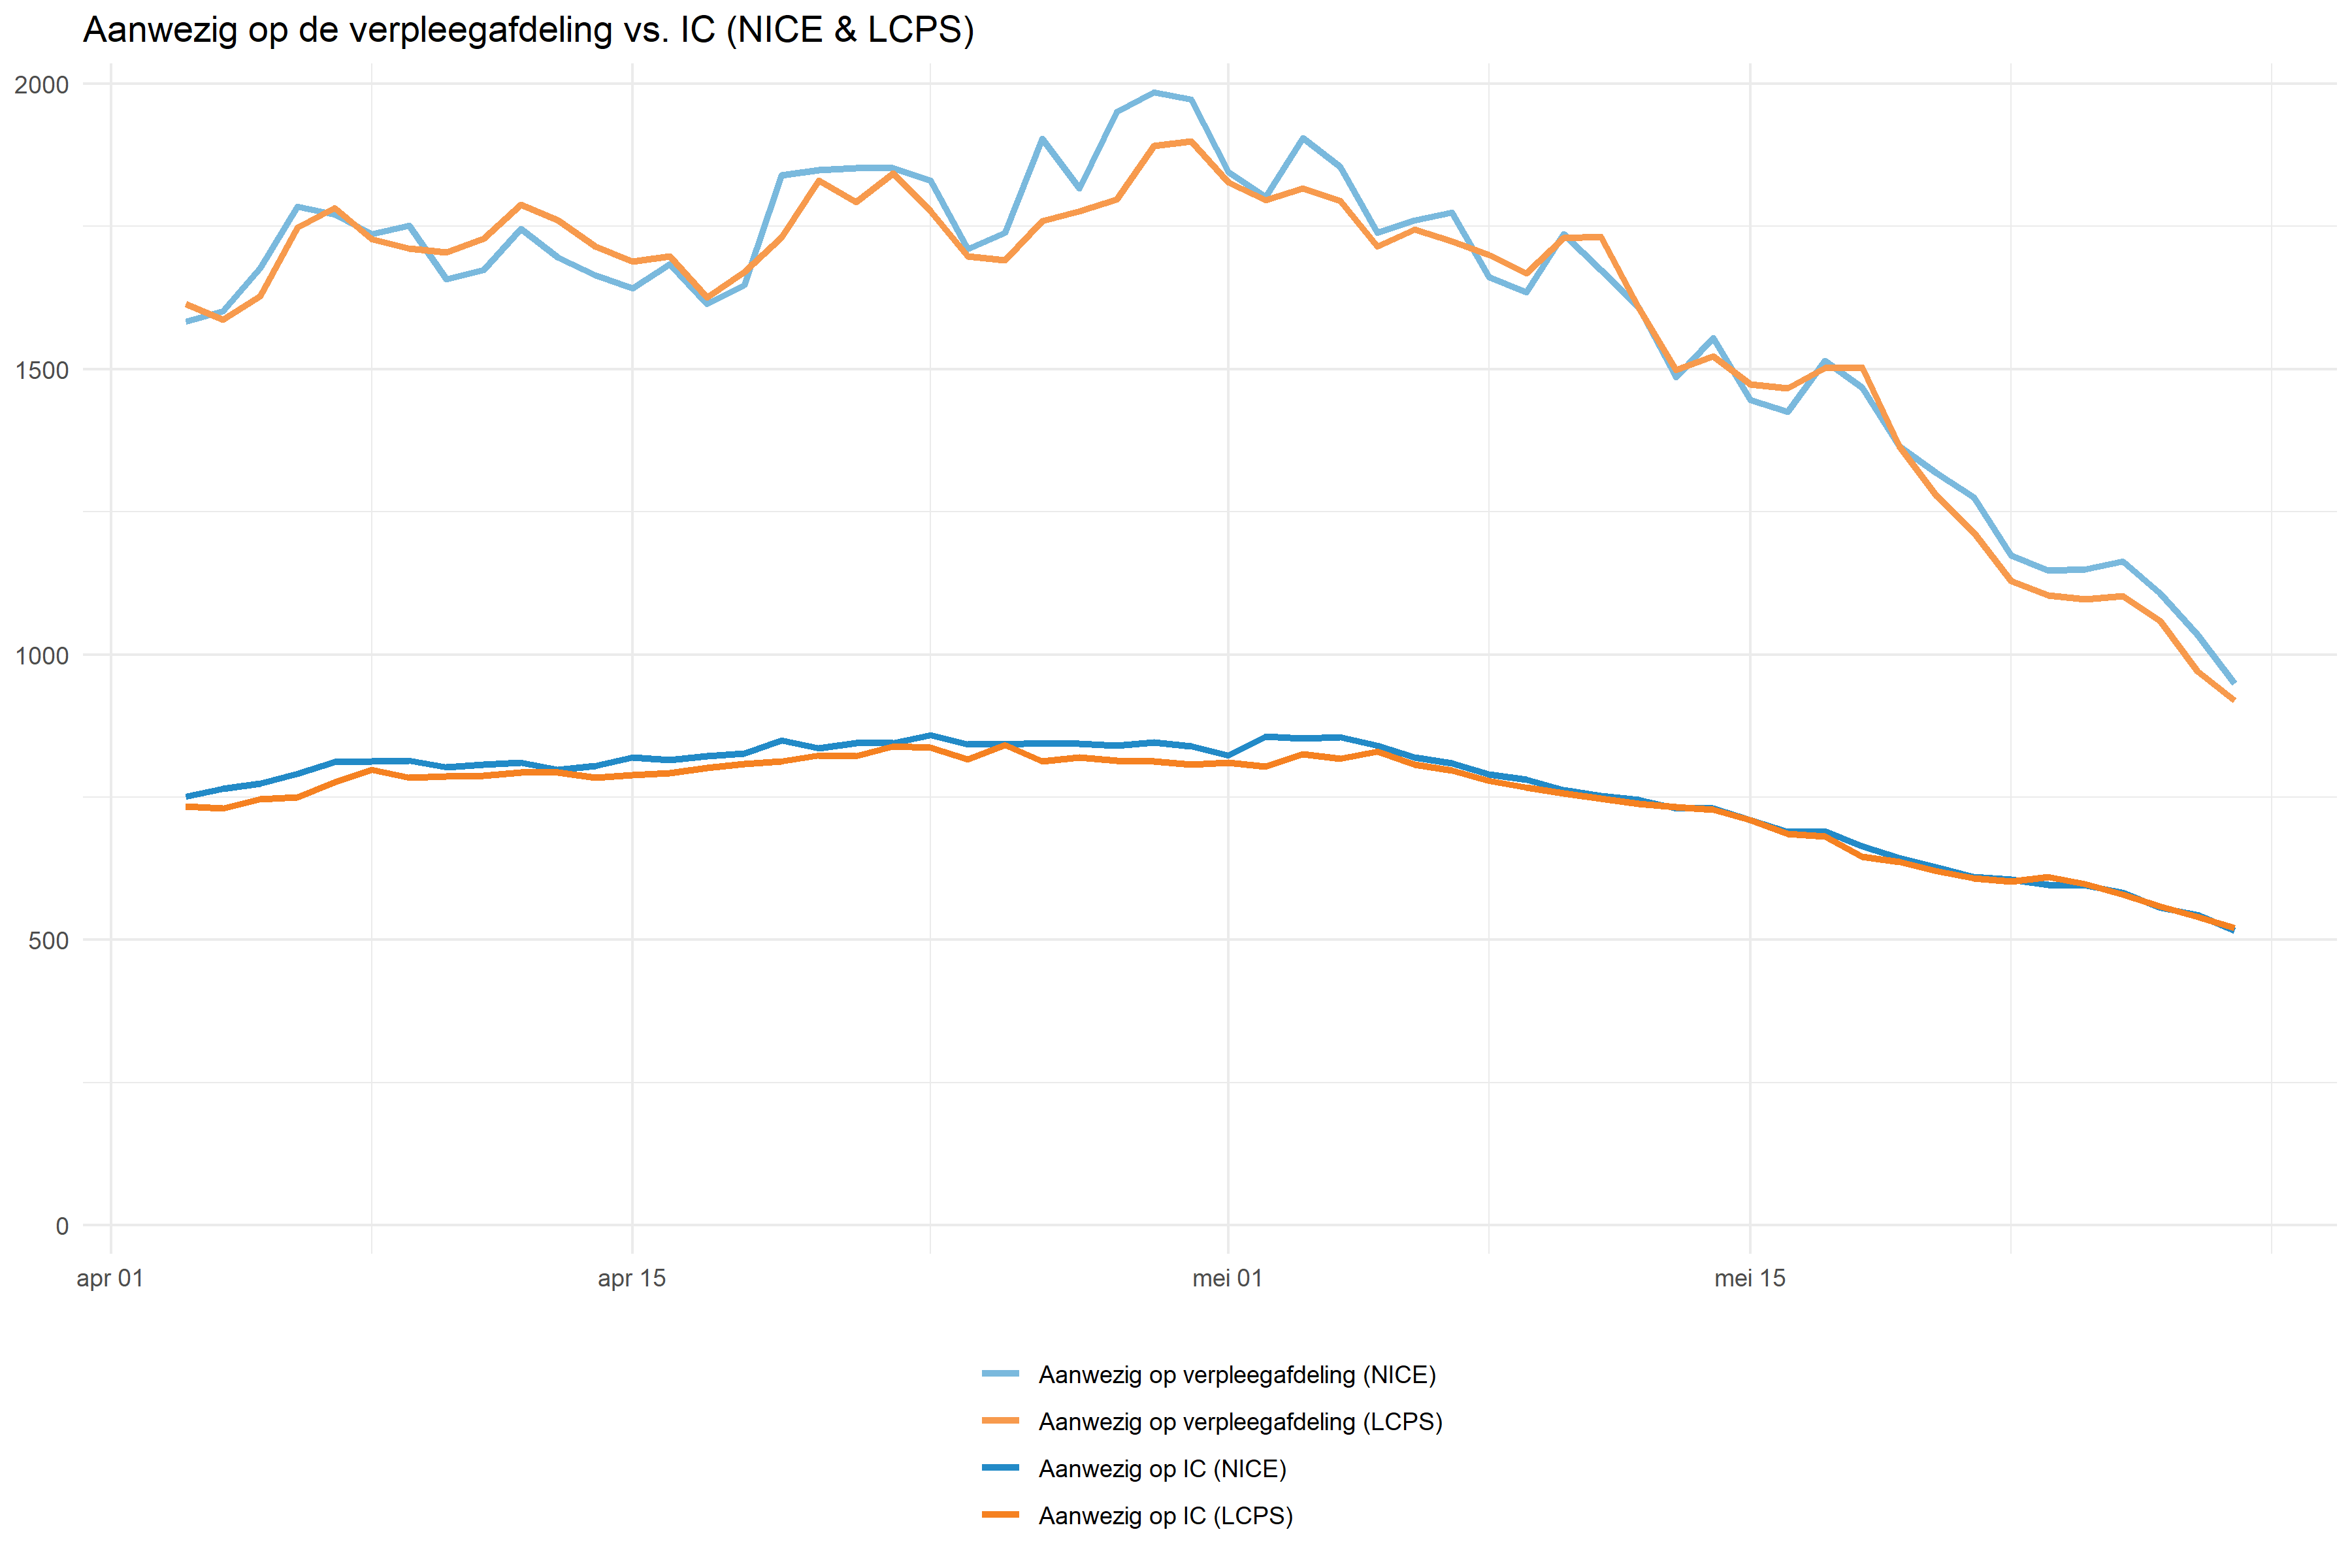 Aanwezig op de verpleegafdeling vs. IC (NICE & LCPS)
2000
1500
1000
500
0
apr 01 apr 15 mei 01 mei 15
Aanwezig op verpleegafdeling (NICE)
Aanwezig op verpleegafdeling (LCPS)
Aanwezig op IC (NICE)
Aanwezig op IC (LCPS)